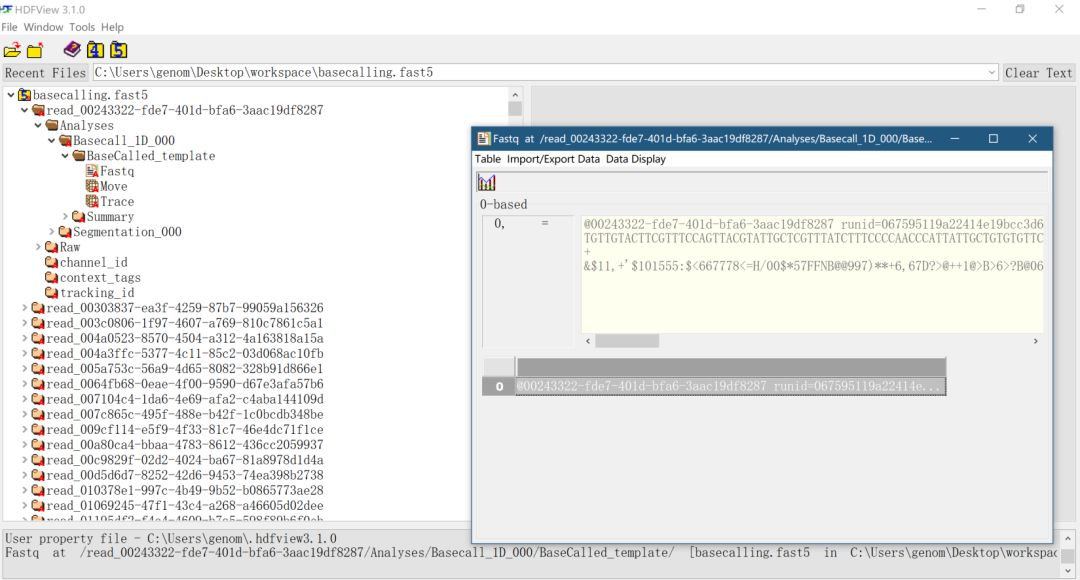 HDFView 3.1.0
File Window Tools Help
Recent Files C:\Users\genom\Desktop\workspace\basecalling.fast5 Clear Text
basecalling.fast5
read_00243322-fde7-401d-bfa6-3aac19df8287
Analyses
Basecall_1D_000
BaseCalled_template
Fastq
Move
Trace
Summary
Segmentation_000
Raw
channel_id
context_tags
tracking_id
read_00303837-ea3f-4259-87b7-99059a156326
read_003c0806-1f97-4607-a769-810c7861c5a1
read_004a0523-8570-4504-a312-4a163818a15a
read_004a3ffc-5377-4c11-85c2-03d068ac10fb
read_005a753c-56a9-4d65-8082-328b91d866e1
read_0064fb68-0eae-4f00-9590-d67e3afa57b6
read_007104c4-1da6-4e69-afa2-c4aba144109d
read_007c865c-495f-488e-b42f-1c0bcdb348be
read_009cf114-e5f9-4f33-81c7-46e4dc71f1ce
read_00a80ca4-bbaa-4783-8612-436cc2059937
read_00c9829f-02d2-4024-ba67-81a8978d1d4a
read_00d5d6d7-8252-42d6-9453-74ea398b2738
read_010378e1-997c-4b49-9b52-b0865773ae28
read_01069245-47f1-43c4-a268-a46605d02dee
Fastq at /read_00243322-fde7-401d-bfa6-3aac19df8287/Analyses/Basecall_1D_000/Base...
Table Import/Export Data Data Display
0-based
0, =
@00243322-fde7-401d-bfa6-3aac19df8287 runid=067595119a22414e19bcc3d6
TGTTGTACTTCGTTTCCAGTTACGTATTGCTCGTTTATCTTTCCCCAACCCATTATTGCTGTGTGTTC
+
&$11,+'$101555:$<667778<=H/00$*57FFNB@@997)**+6,67D?>@++1@>B>6>?B@06
0 @00243322-fde7-401d-bfa6-3aac19df8287 runid=067595119a22414e...
User property file - C:\Users\genom\.hdfview3.1.0
Fastq at /read_00243322-fde7-401d-bfa6-3aac19df8287/Analyses/Basecall_1D_000/BaseCalled_template/ [basecalling.fast5 in C:\Users\genom\Desktop\workspac